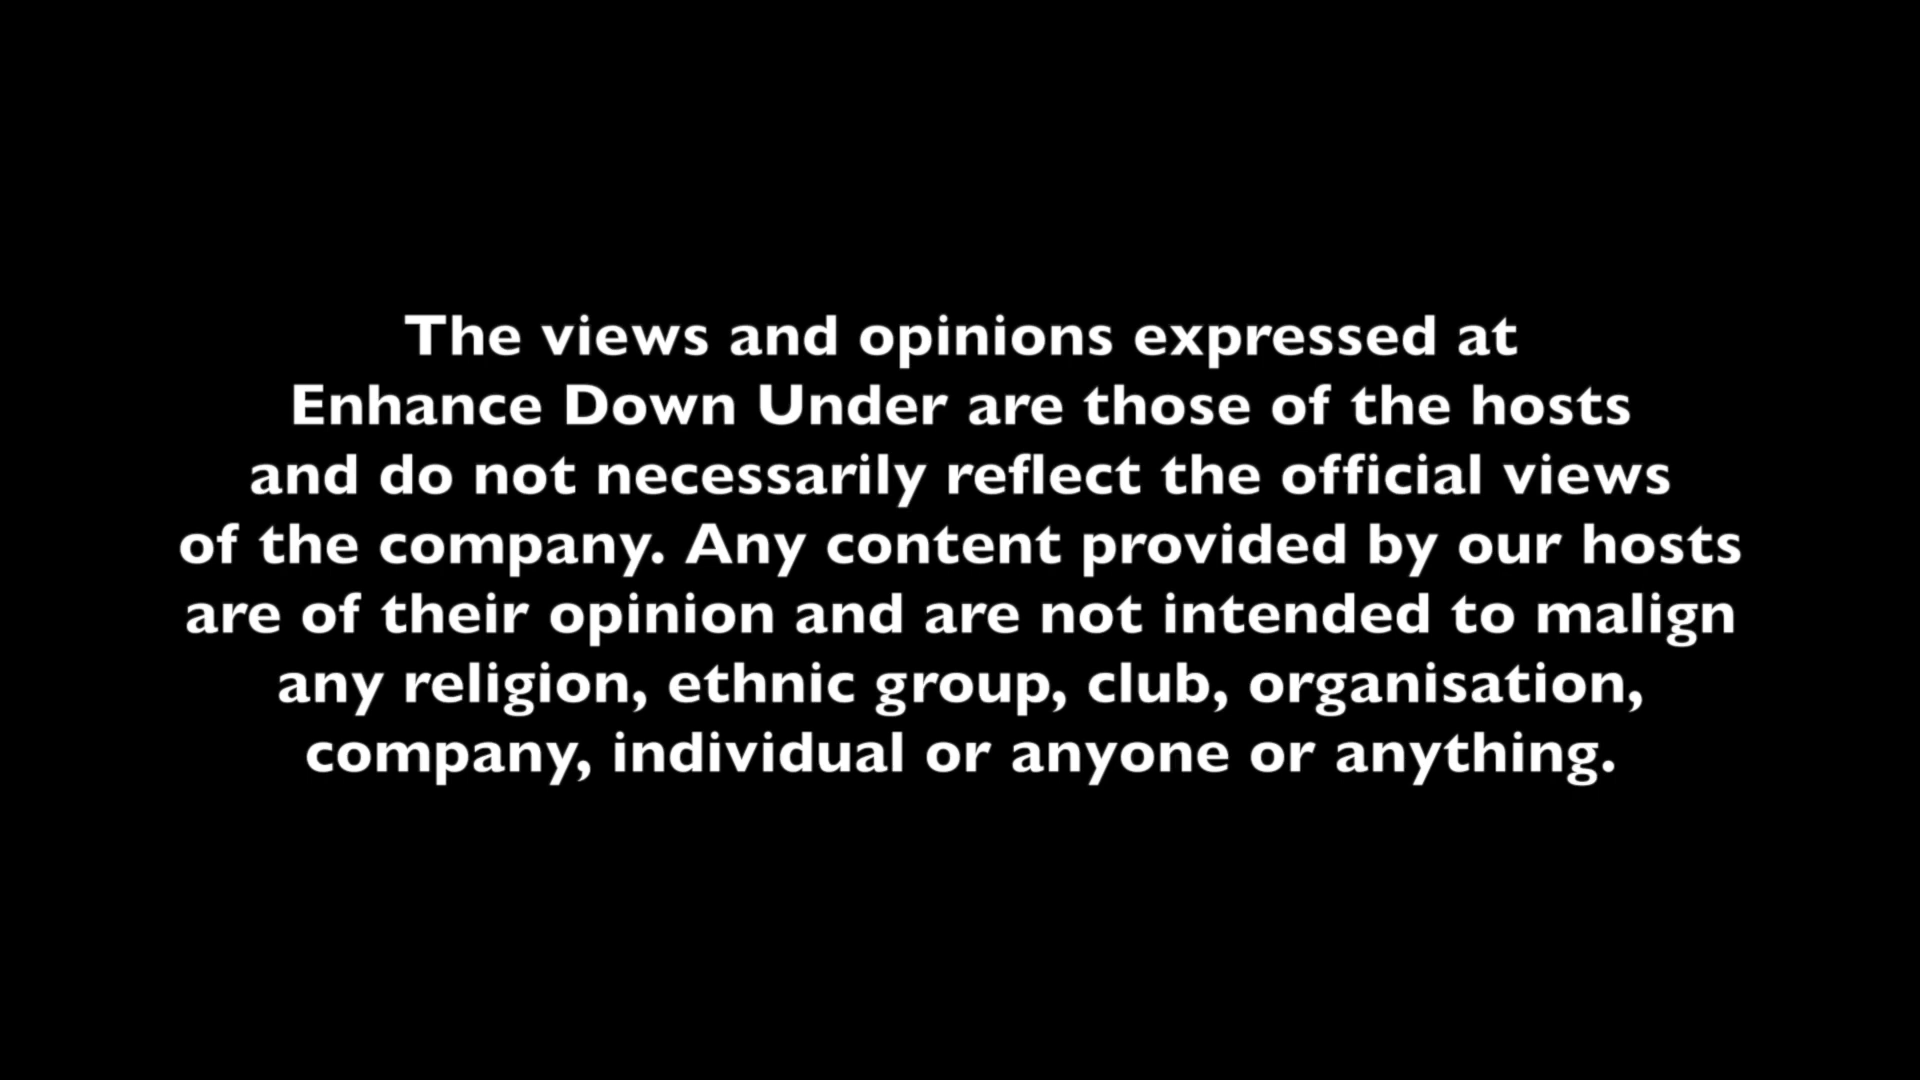 The views and opinions expressed at
Enhance Down Under are those of the hosts
and do not necessarily reflect the official views
of the company. Any content provided by our hosts
are of their opinion and are not intended to malign
any religion, ethnic group, club, organisation,
company, individual or anyone or anything.